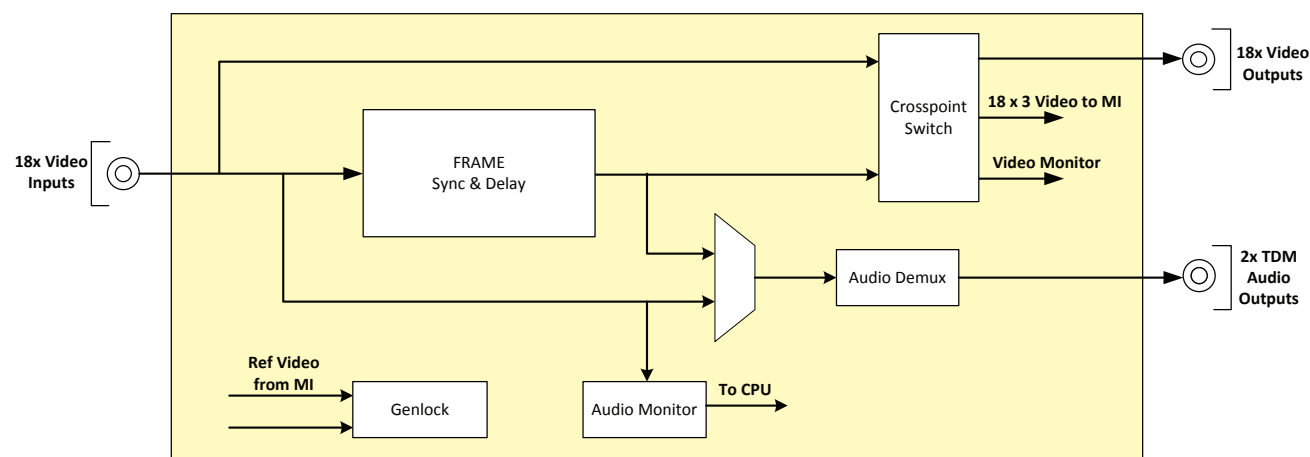 18x Video
Inputs
FRAME
Sync & Delay
Crosspoint
Switch
18x Video
Outputs
18 x 3 Video to MI
Video Monitor
Audio Demux
2x TDM
Audio
Outputs
Ref Video
from MI
Genlock
Audio Monitor
To CPU